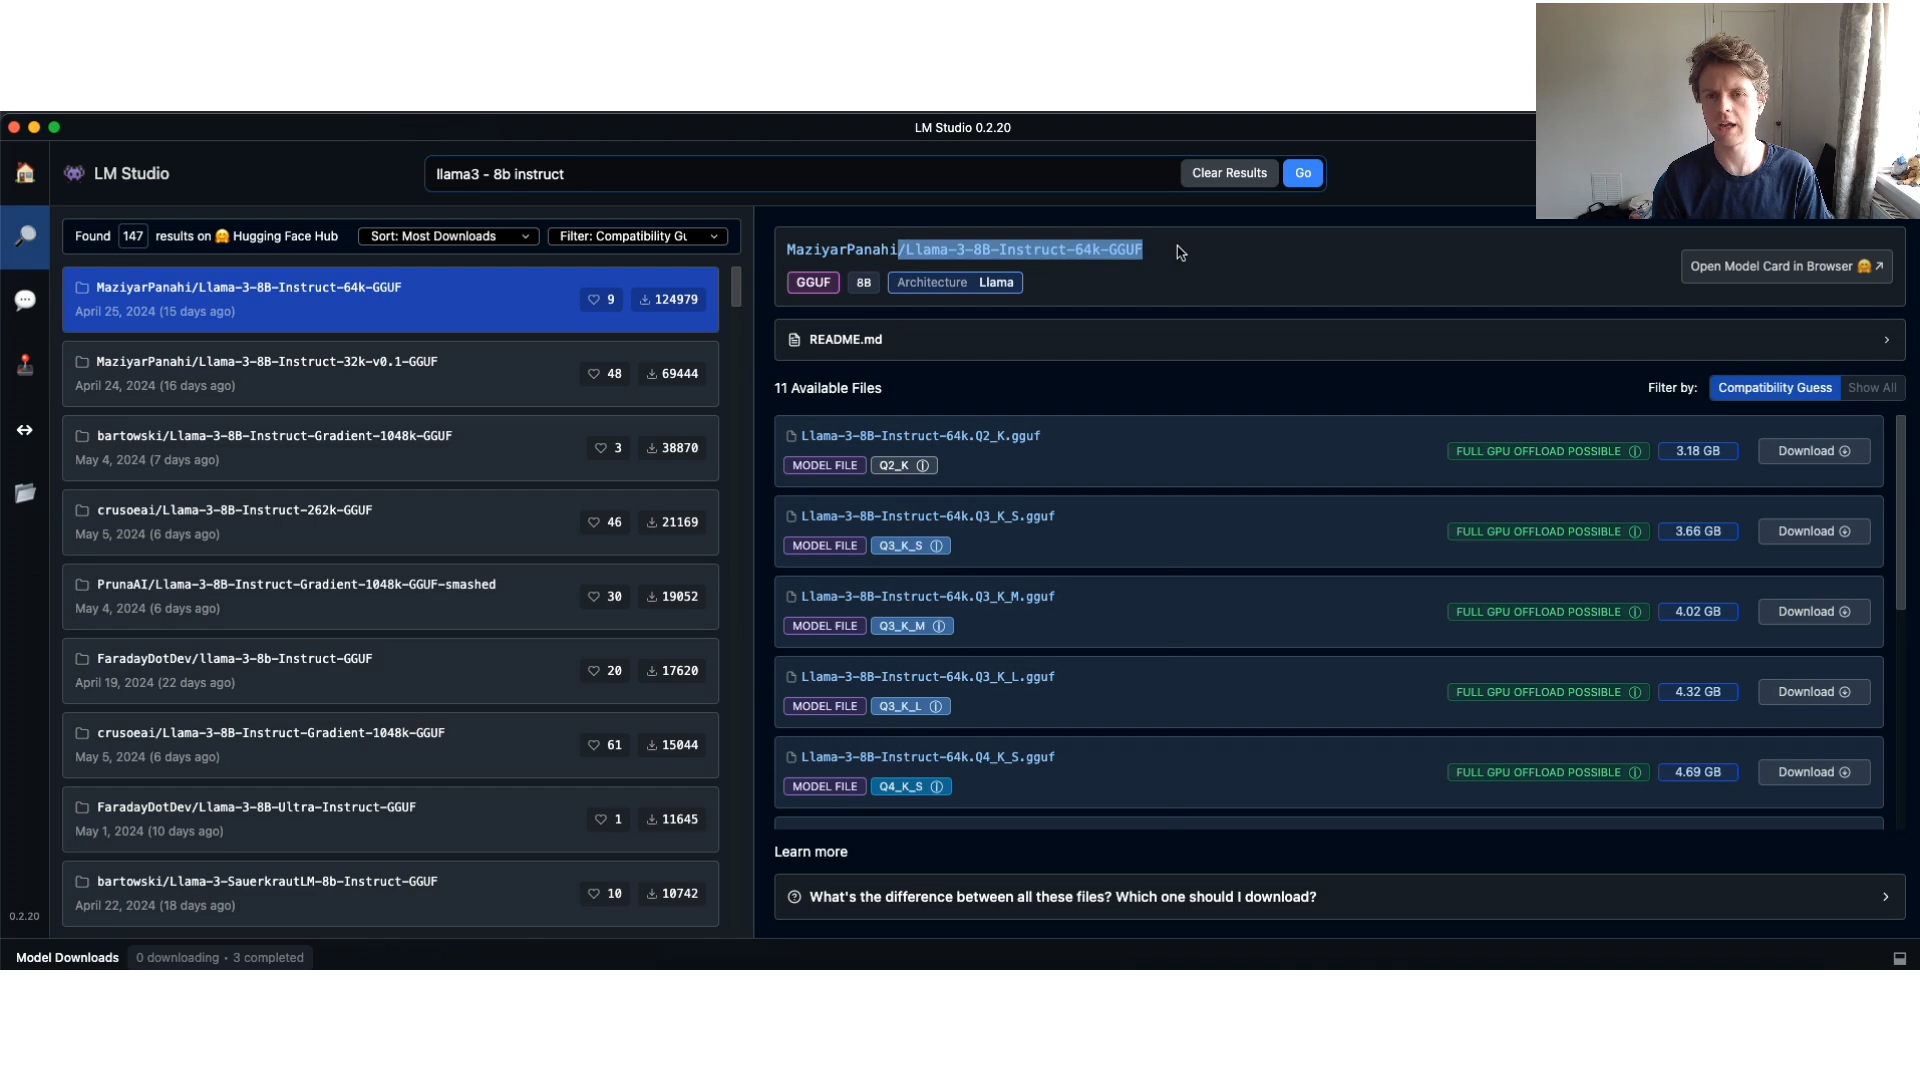 LM Studio 0.2.20
LM Studio
llama3 - 8b instruct
Clear Results
Go
Found 147 results on 🤗 Hugging Face Hub
Sort: Most Downloads
Filter: Compatibility Gu
MaziyarPanahi/Llama-3-8B-Instruct-64k-GGUF
9
124979
April 25, 2024 (15 days ago)
MaziyarPanahi/Llama-3-8B-Instruct-32k-v0.1-GGUF
48
69444
April 24, 2024 (16 days ago)
bartowski/Llama-3-8B-Instruct-Gradient-1048k-GGUF
3
38870
May 4, 2024 (7 days ago)
crusoeai/Llama-3-8B-Instruct-262k-GGUF
46
21169
May 5, 2024 (6 days ago)
PrunaAI/Llama-3-8B-Instruct-Gradient-1048k-GGUF-smashed
30
19052
May 4, 2024 (6 days ago)
FaradayDotDev/llama-3-8b-Instruct-GGUF
20
17620
April 19, 2024 (22 days ago)
crusoeai/Llama-3-8B-Instruct-Gradient-1048k-GGUF
61
15044
May 5, 2024 (6 days ago)
FaradayDotDev/Llama-3-8B-Ultra-Instruct-GGUF
1
11645
May 1, 2024 (10 days ago)
bartowski/Llama-3-SauerkrautLM-8b-Instruct-GGUF
10
10742
April 22, 2024 (18 days ago)
0.2.20
MaziyarPanahi/Llama-3-8B-Instruct-64k-GGUF
GGUF
8B
Architecture Llama
Open Model Card in Browser 🤗↗
README.md
11 Available Files
Filter by:
Compatibility Guess
Show All
Llama-3-8B-Instruct-64k.Q2_K.gguf
MODEL FILE
Q2_K
FULL GPU OFFLOAD POSSIBLE
3.18 GB
Download
Llama-3-8B-Instruct-64k.Q3_K_S.gguf
MODEL FILE
Q3_K_S
FULL GPU OFFLOAD POSSIBLE
3.66 GB
Download
Llama-3-8B-Instruct-64k.Q3_K_M.gguf
MODEL FILE
Q3_K_M
FULL GPU OFFLOAD POSSIBLE
4.02 GB
Download
Llama-3-8B-Instruct-64k.Q3_K_L.gguf
MODEL FILE
Q3_K_L
FULL GPU OFFLOAD POSSIBLE
4.32 GB
Download
Llama-3-8B-Instruct-64k.Q4_K_S.gguf
MODEL FILE
Q4_K_S
FULL GPU OFFLOAD POSSIBLE
4.69 GB
Download
Learn more
What's the difference between all these files? Which one should I download?
Model Downloads
0 downloading • 3 completed